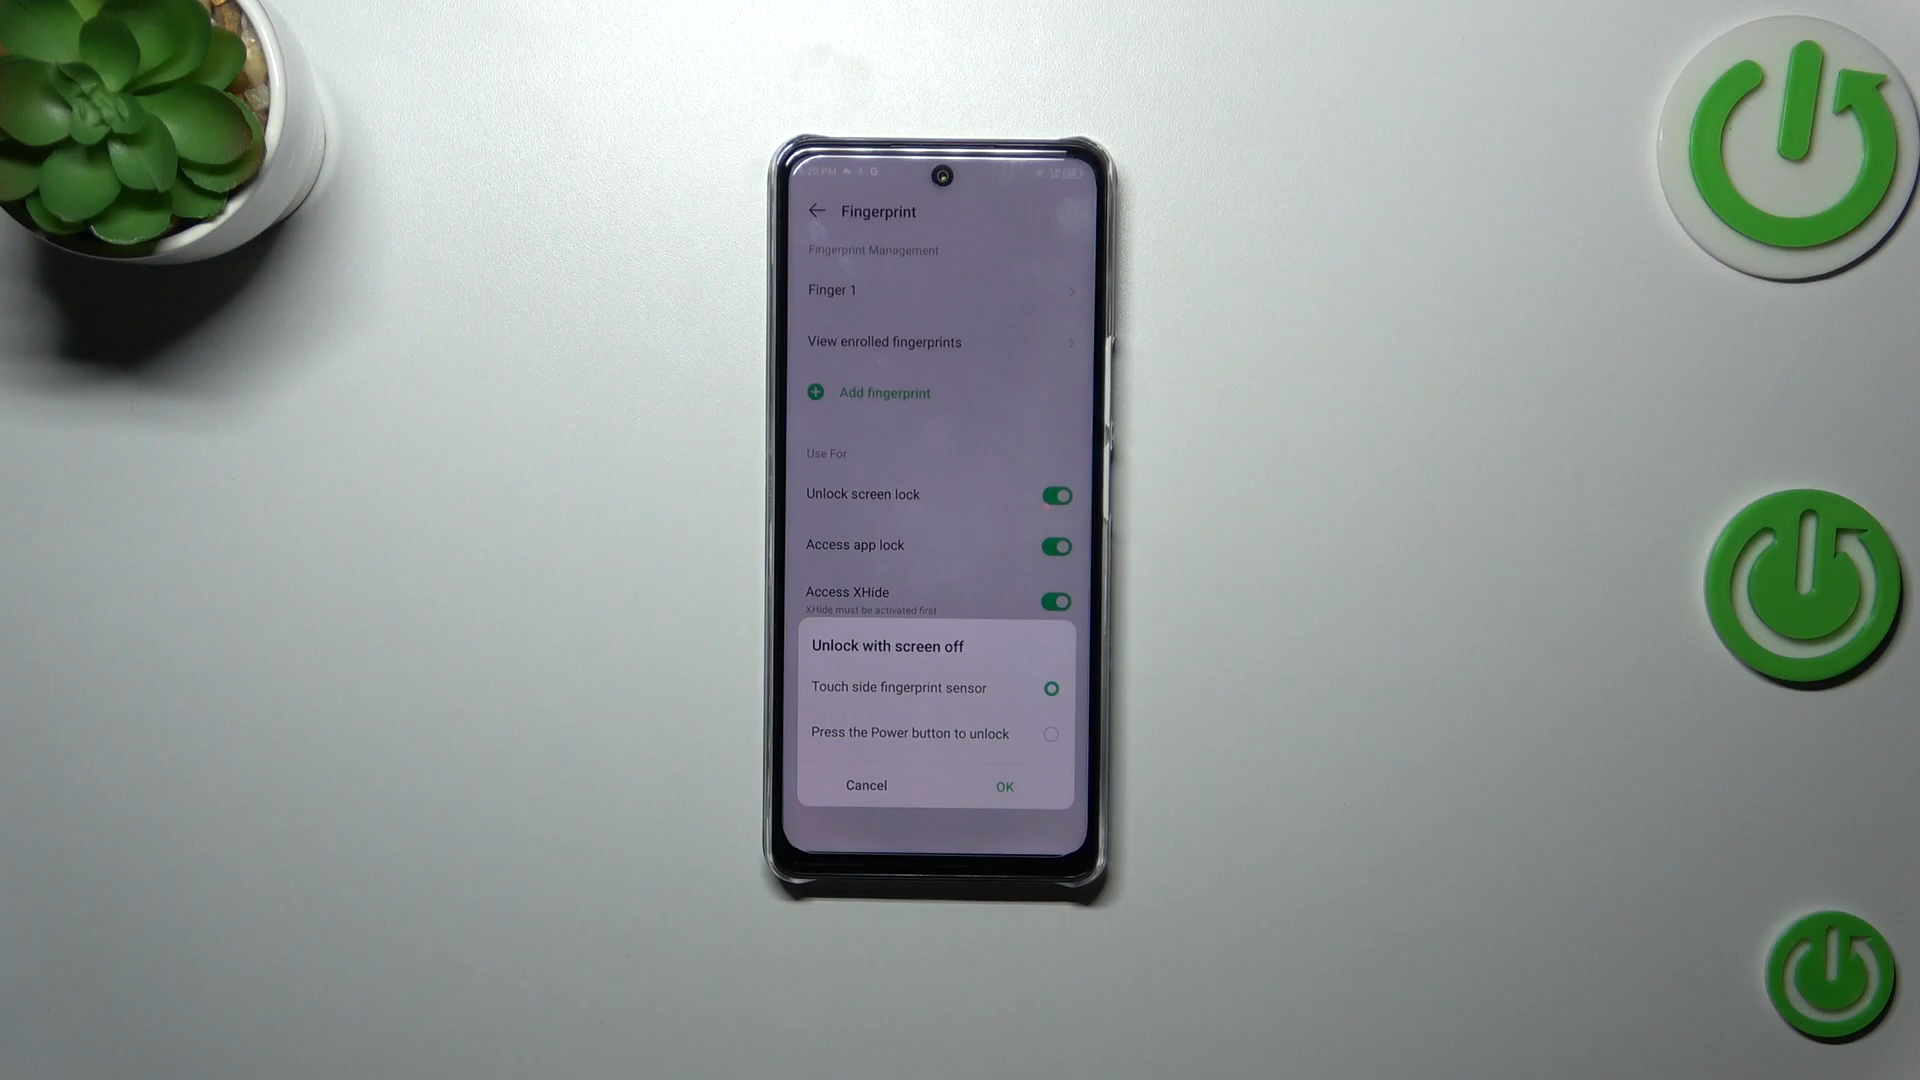 :20 PM
Fingerprint
Fingerprint Management
Finger 1
View enrolled fingerprints
Add fingerprint
Use For
Unlock screen lock
Access app lock
Access XHide
XHide must be activated first
Unlock with screen off
Touch side fingerprint sensor
Press the Power button to unlock
Cancel OK